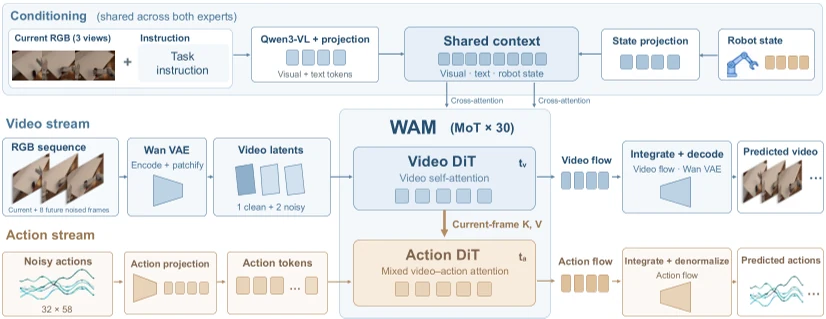 Conditioning (shared across both experts)
Current RGB (3 views)
+
Instruction
Task
instruction
Qwen3-VL + projection
Visual + text tokens
Shared context
Visual · text · robot state
State projection
Robot state
Cross-attention
Cross-attention
Video stream
RGB sequence
Current + 8 future noised frames
Wan VAE
Encode + patchify
Video latents
1 clean + 2 noisy
WAM (MoT × 30)
Video DiT tᵥ
Video self-attention
Current-frame K, V
Video flow
Integrate + decode
Video flow · Wan VAE
Predicted video
...
Action stream
Noisy actions
32 × 58
Action projection
Action tokens
...
Action DiT tₐ
Mixed video–action attention
Action flow
Integrate + denormalize
Action flow
Predicted actions
...